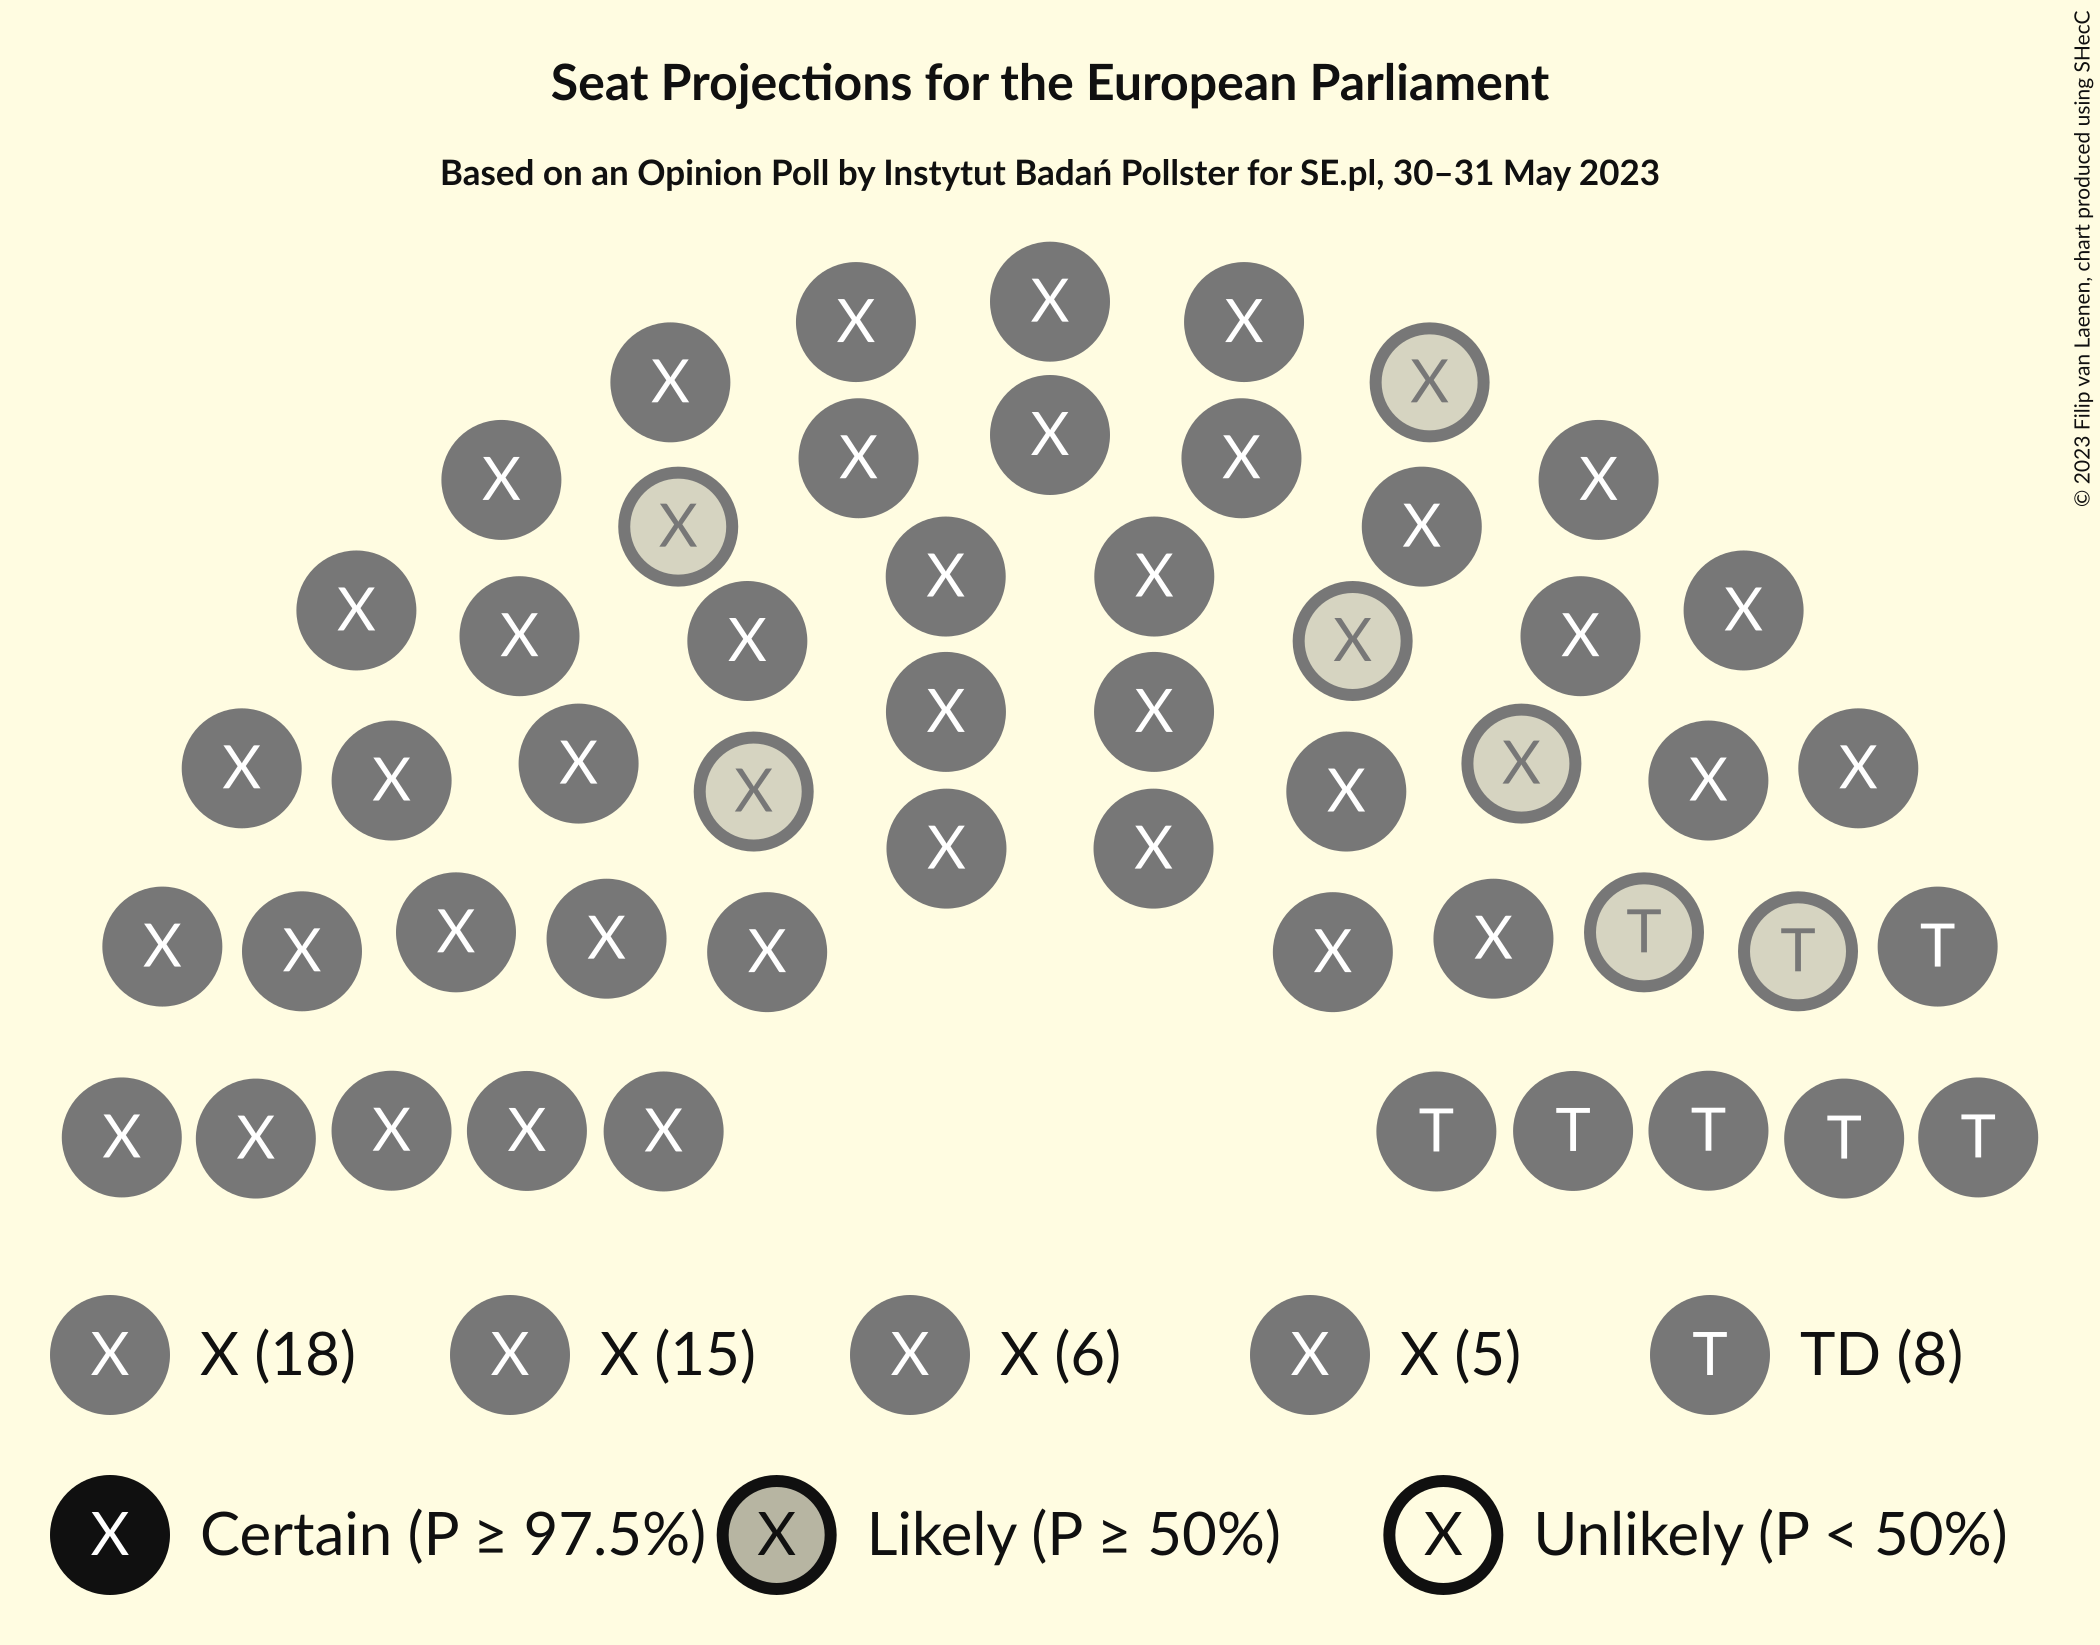 Seat Projections for the European Parliament
Based on an Opinion Poll by Instytut Badań Pollster for SE.pl, 30–31 May 2023
© 2023 Filip van Laenen, chart produced using SHecC
X
X X
X X
X
X X X
X X
X X
X X
X X X
X X
X X X X
X X
X X X X
X X
X X
X X X X
X X
X X T
X X T T
X X
X X X X T T T
X X T T
X X (18) X X (15) X X (6) X X (5) T TD (8)
X Certain (P ≥ 97.5%) X Likely (P ≥ 50%) X Unlikely (P < 50%)